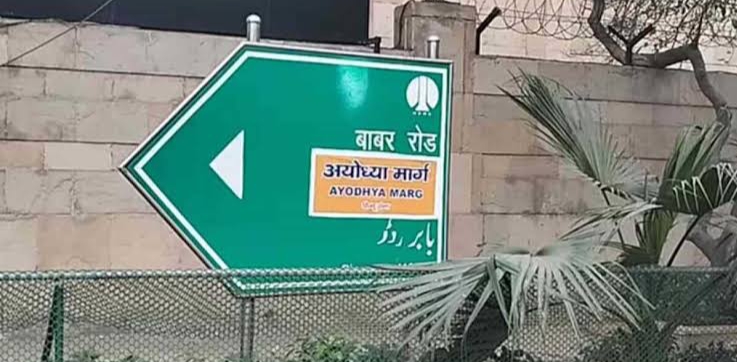 बाबर रोड
अयोध्या मार्ग
AYODHYA MARG
بابر روڈ